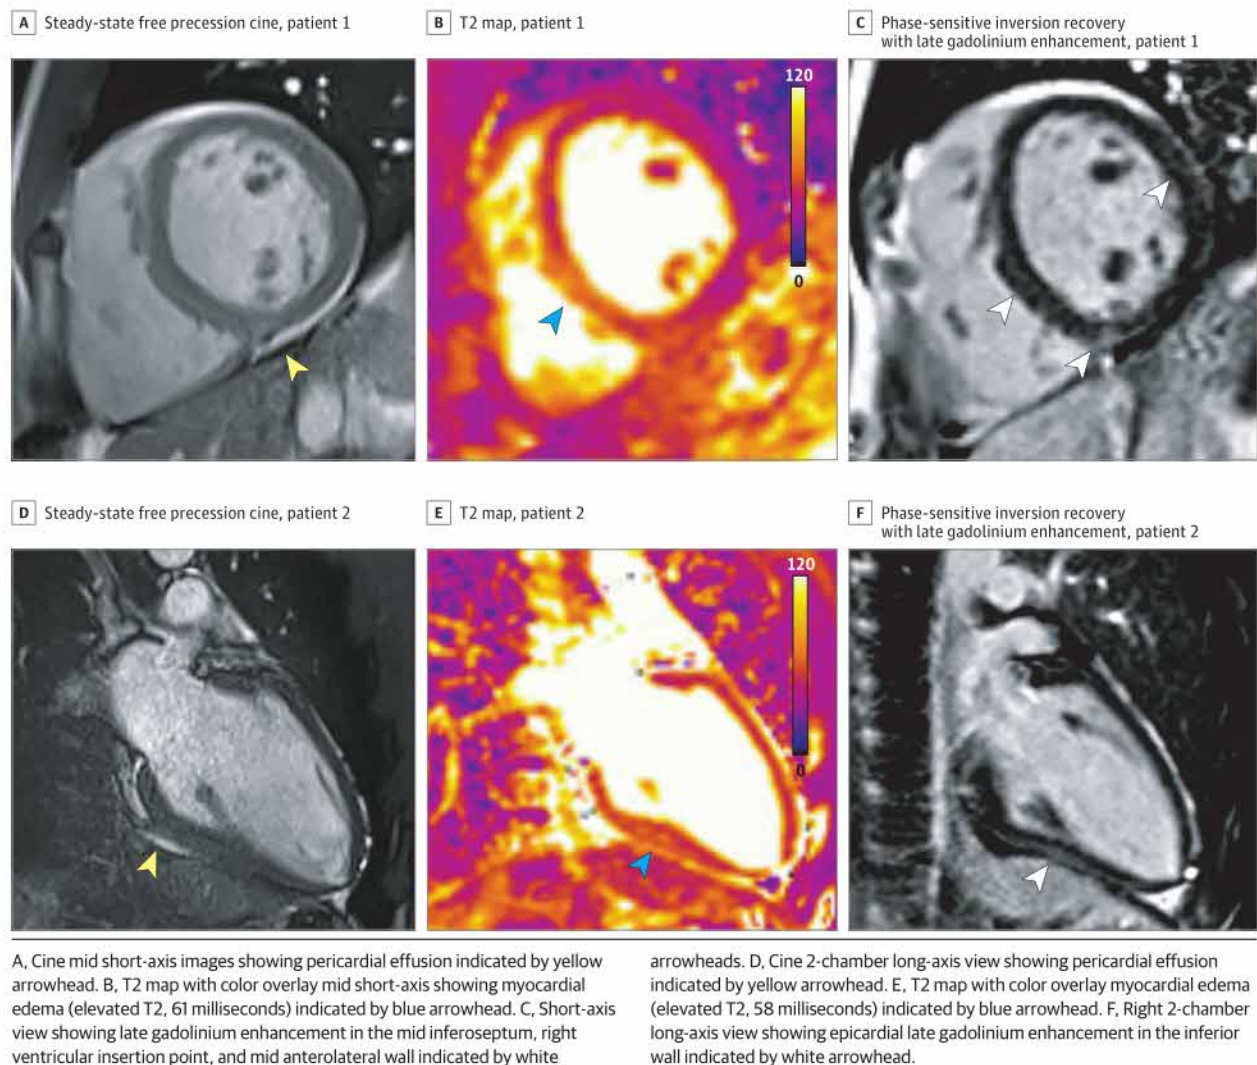 A Steady-state free precession cine, patient 1
B T2 map, patient 1
C Phase-sensitive inversion recovery
with late gadolinium enhancement, patient 1
120
0
D Steady-state free precession cine, patient 2
E T2 map, patient 2
F Phase-sensitive inversion recovery
with late gadolinium enhancement, patient 2
120
0
A, Cine mid short-axis images showing pericardial effusion indicated by yellow
arrowhead. B, T2 map with color overlay mid short-axis showing myocardial
edema (elevated T2, 61 milliseconds) indicated by blue arrowhead. C, Short-axis
view showing late gadolinium enhancement in the mid inferoseptum, right
ventricular insertion point, and mid anterolateral wall indicated by white
arrowheads. D, Cine 2-chamber long-axis view showing pericardial effusion
indicated by yellow arrowhead. E, T2 map with color overlay myocardial edema
(elevated T2, 58 milliseconds) indicated by blue arrowhead. F, Right 2-chamber
long-axis view showing epicardial late gadolinium enhancement in the inferior
wall indicated by white arrowhead.